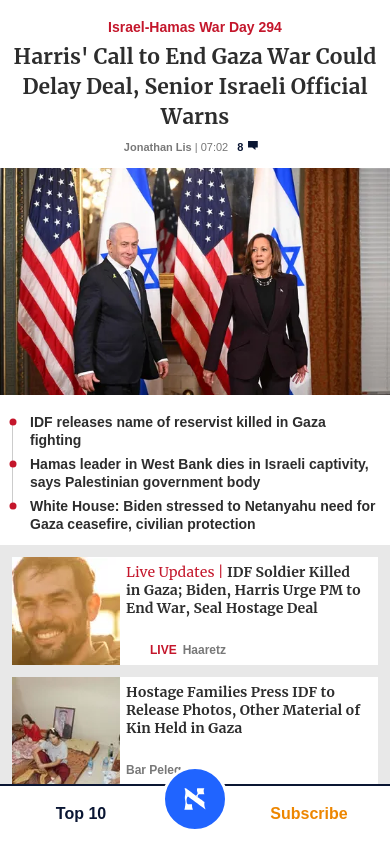 Israel-Hamas War Day 294
Harris' Call to End Gaza War Could
Delay Deal, Senior Israeli Official
Warns
Jonathan Lis | 07:02 8
IDF releases name of reservist killed in Gaza
fighting
Hamas leader in West Bank dies in Israeli captivity,
says Palestinian government body
White House: Biden stressed to Netanyahu need for
Gaza ceasefire, civilian protection
Live Updates | IDF Soldier Killed
in Gaza; Biden, Harris Urge PM to
End War, Seal Hostage Deal
LIVE Haaretz
Hostage Families Press IDF to
Release Photos, Other Material of
Kin Held in Gaza
Bar Peleg
Top 10
Subscribe